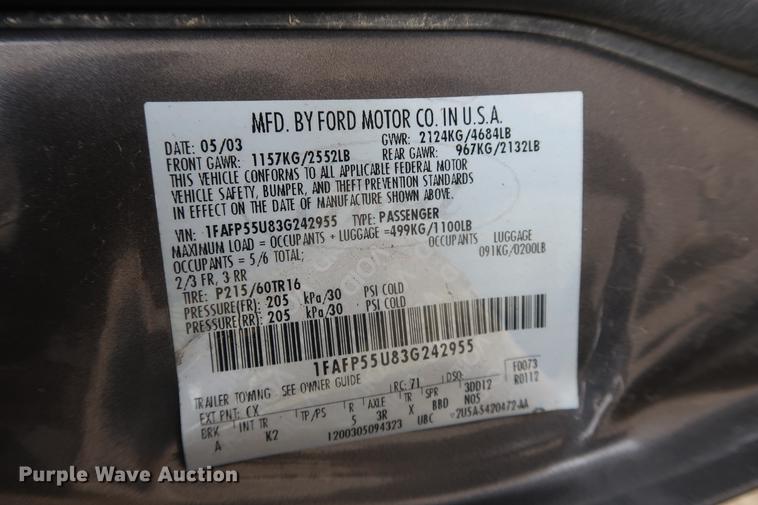 MFD. BY FORD MOTOR CO. IN U.S.A.
DATE: 05/03 GVWR: 2124KG/4684LB
FRONT GAWR: 1157KG/2552LB REAR GAWR: 967KG/2132LB
THIS VEHICLE CONFORMS TO ALL APPLICABLE FEDERAL MOTOR
VEHICLE SAFETY, BUMPER, AND THEFT PREVENTION STANDARDS
IN EFFECT ON THE DATE OF MANUFACTURE SHOWN ABOVE.
VIN: 1FAFP55U83G242955 TYPE: PASSENGER
MAXIMUM LOAD = OCCUPANTS + LUGGAGE =499KG/1100LB
OCCUPANTS = 5/6 TOTAL; OCCUPANTS LUGGAGE
2/3 FR, 3 RR 091KG/0200LB
TIRE: P215/60TR16
PRESSURE(FR): 205 kPa/30 PSI COLD
PRESSURE(RR): 205 kPa/30 PSI COLD
1FAFP55U83G242955
TRAILER TOWING - SEE OWNER GUIDE F0073
R0112
EXT PNT: CX RC: 71 DSO: 3DD12
BRK INT TR TP/PS R AXLE TR SPR N05
A K2 5 3R X BBD
1200305094323 UBC
Purple Wave Auction